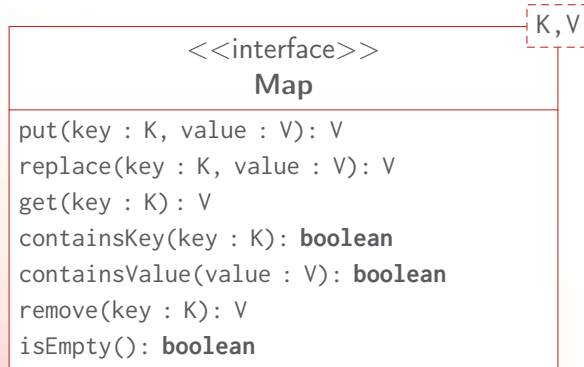 K,V
<<interface>>
Map
put(key : K, value : V): V
replace(key : K, value : V): V
get(key : K): V
containsKey(key : K): boolean
containsValue(value : V): boolean
remove(key : K): V
isEmpty(): boolean